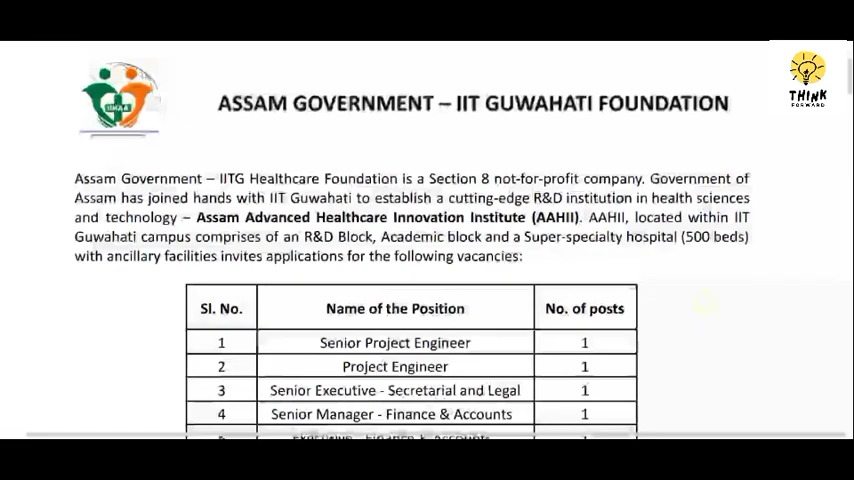 ASSAM GOVERNMENT – IIT GUWAHATI FOUNDATION
THINK
FORWARD
Assam Government – IITG Healthcare Foundation is a Section 8 not-for-profit company. Government of
Assam has joined hands with IIT Guwahati to establish a cutting-edge R&D institution in health sciences
and technology – Assam Advanced Healthcare Innovation Institute (AAHII). AAHII, located within IIT
Guwahati campus comprises of an R&D Block, Academic block and a Super-specialty hospital (500 beds)
with ancillary facilities invites applications for the following vacancies:
Sl. No. Name of the Position No. of posts
1 Senior Project Engineer 1
2 Project Engineer 1
3 Senior Executive - Secretarial and Legal 1
4 Senior Manager - Finance & Accounts 1